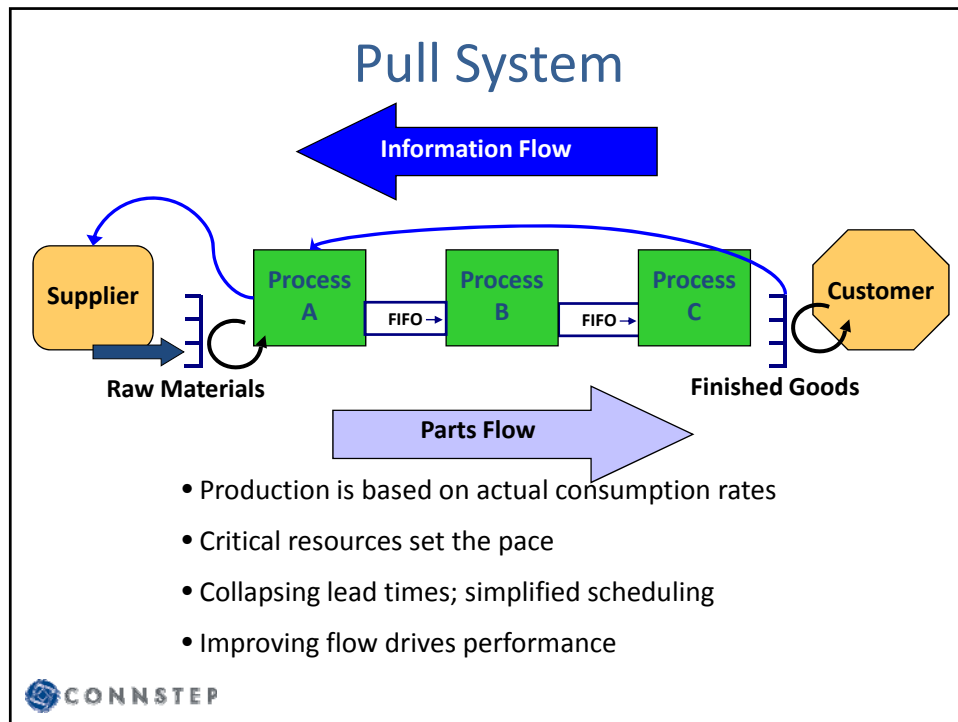 Pull System
Information Flow
Supplier
Process
A
FIFO→
Process
B
FIFO→
Process
C
Customer
Raw Materials
Finished Goods
Parts Flow
• Production is based on actual consumption rates
• Critical resources set the pace
• Collapsing lead times; simplified scheduling
• Improving flow drives performance
CONNSTEP